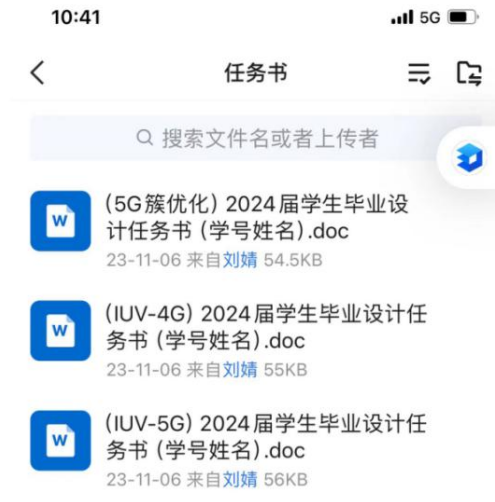 10:41
5G
任务书
搜索文件名或者上传者
（5G簇优化）2024届学生毕业设
计任务书（学号姓名）.doc
23-11-06 来自刘婧 54.5KB
（IUV-4G）2024届学生毕业设计任
务书（学号姓名）.doc
23-11-06 来自刘婧 55KB
（IUV-5G）2024届学生毕业设计任
务书（学号姓名）.doc
23-11-06 来自刘婧 56KB
W
W
W